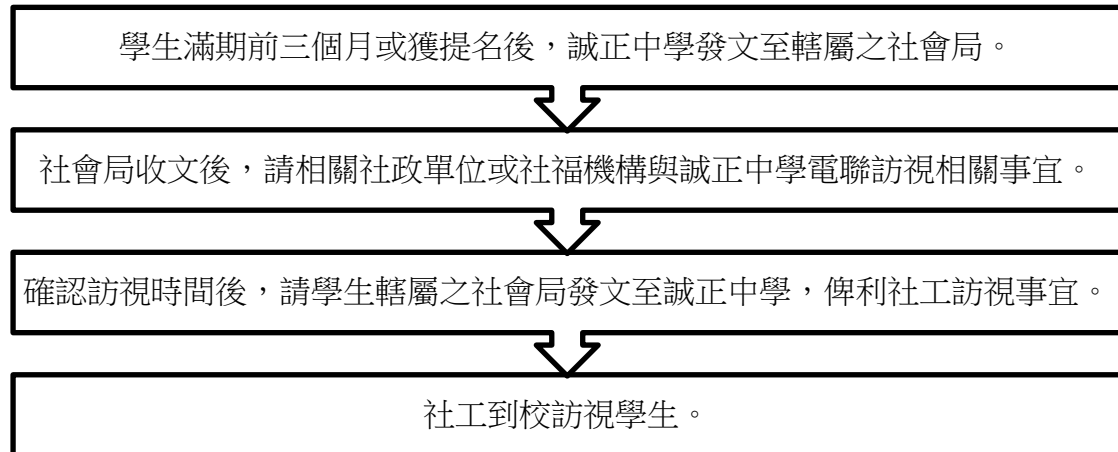 學生滿期前三個月或獲提名後，誠正中學發文至轄屬之社會局。
社會局收文後，請相關社政單位或社福機構與誠正中學電聯訪視相關事宜。
確認訪視時間後，請學生轄屬之社會局發文至誠正中學，俾利社工訪視事宜。
社工到校訪視學生。